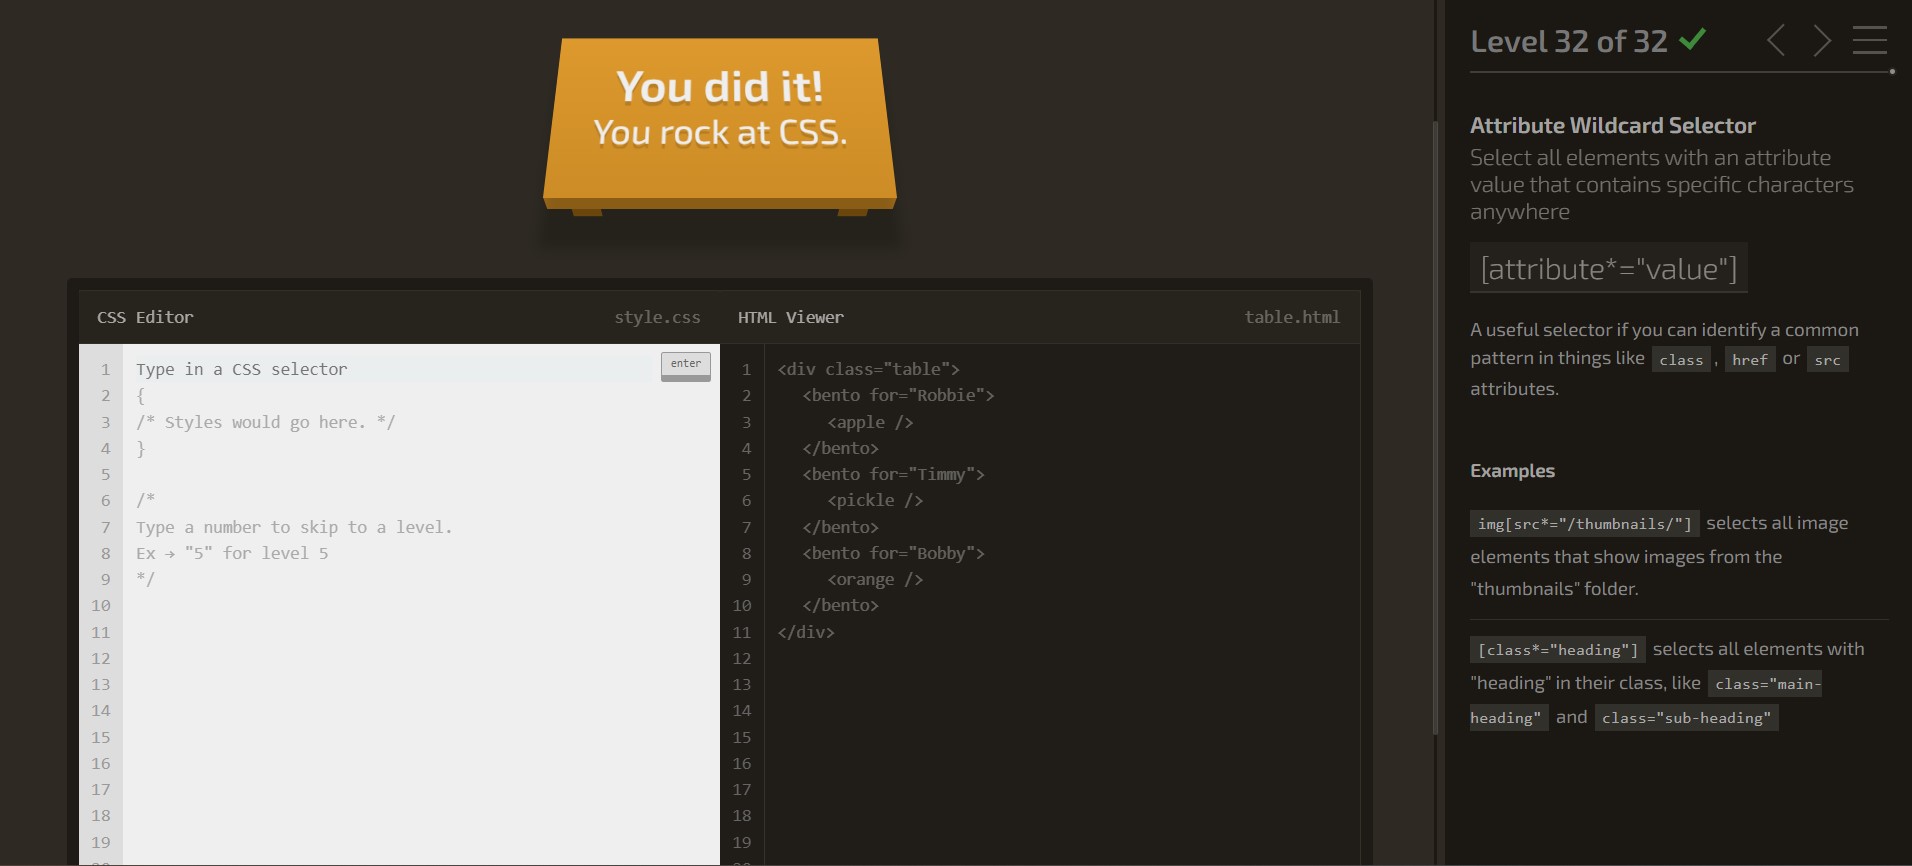 You did it!
You rock at CSS.
CSS Editor
style.css
HTML Viewer
table.html
1 Type in a CSS selector
enter
2 {
3 /* Styles would go here. */
4 }
5
6 /*
7 Type a number to skip to a level.
8 Ex → "5" for level 5
9 */
10
11
12
13
14
15
16
17
18
19
1 <div class="table">
2 <bento for="Robbie">
3 <apple />
4 </bento>
5 <bento for="Timmy">
6 <pickle />
7 </bento>
8 <bento for="Bobby">
9 <orange />
10 </bento>
11 </div>
12
13
14
15
16
17
18
19
Level 32 of 32
Attribute Wildcard Selector
Select all elements with an attribute
value that contains specific characters
anywhere
[attribute*="value"]
A useful selector if you can identify a common
pattern in things like class , href or src
attributes.
Examples
img[src*="/thumbnails/"] selects all image
elements that show images from the
"thumbnails" folder.
[class*="heading"] selects all elements with
"heading" in their class, like class="main-
heading" and class="sub-heading"